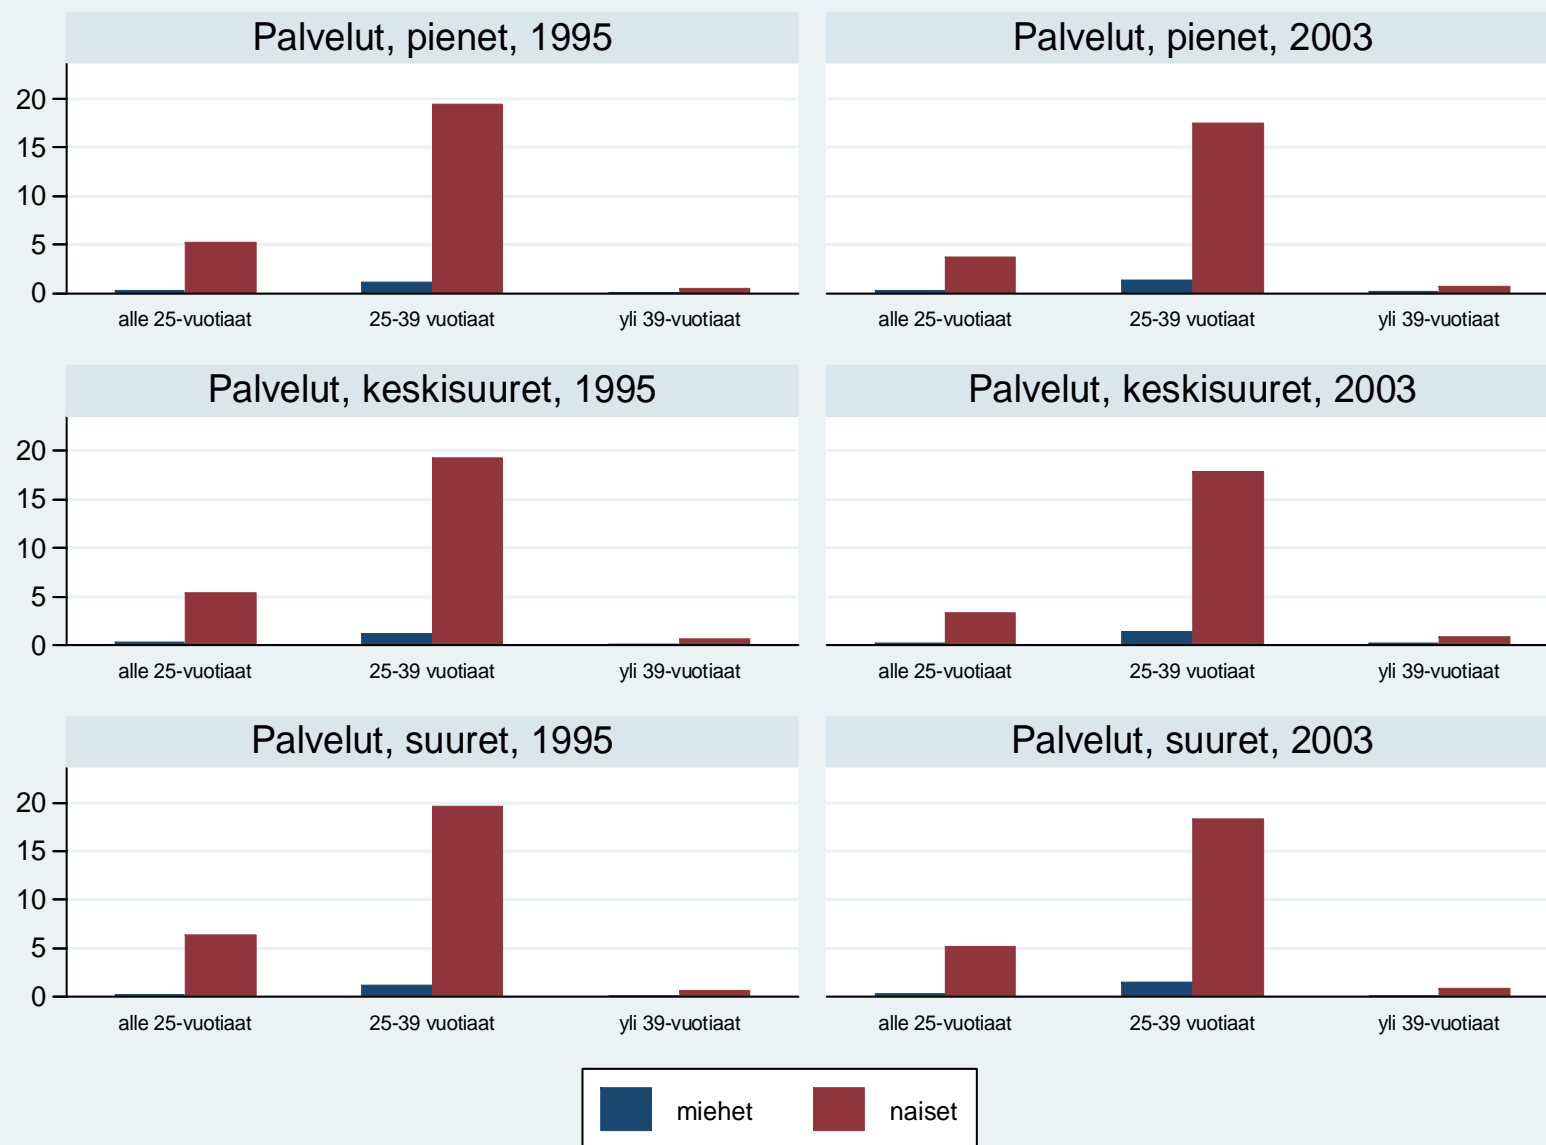 Palvelut, pienet, 1995
Palvelut, pienet, 2003
20
15
10
5
0
alle 25-vuotiaat 25-39 vuotiaat yli 39-vuotiaat
alle 25-vuotiaat 25-39 vuotiaat yli 39-vuotiaat
Palvelut, keskisuuret, 1995
Palvelut, keskisuuret, 2003
20
15
10
5
0
alle 25-vuotiaat 25-39 vuotiaat yli 39-vuotiaat
alle 25-vuotiaat 25-39 vuotiaat yli 39-vuotiaat
Palvelut, suuret, 1995
Palvelut, suuret, 2003
20
15
10
5
0
alle 25-vuotiaat 25-39 vuotiaat yli 39-vuotiaat
alle 25-vuotiaat 25-39 vuotiaat yli 39-vuotiaat
miehet naiset